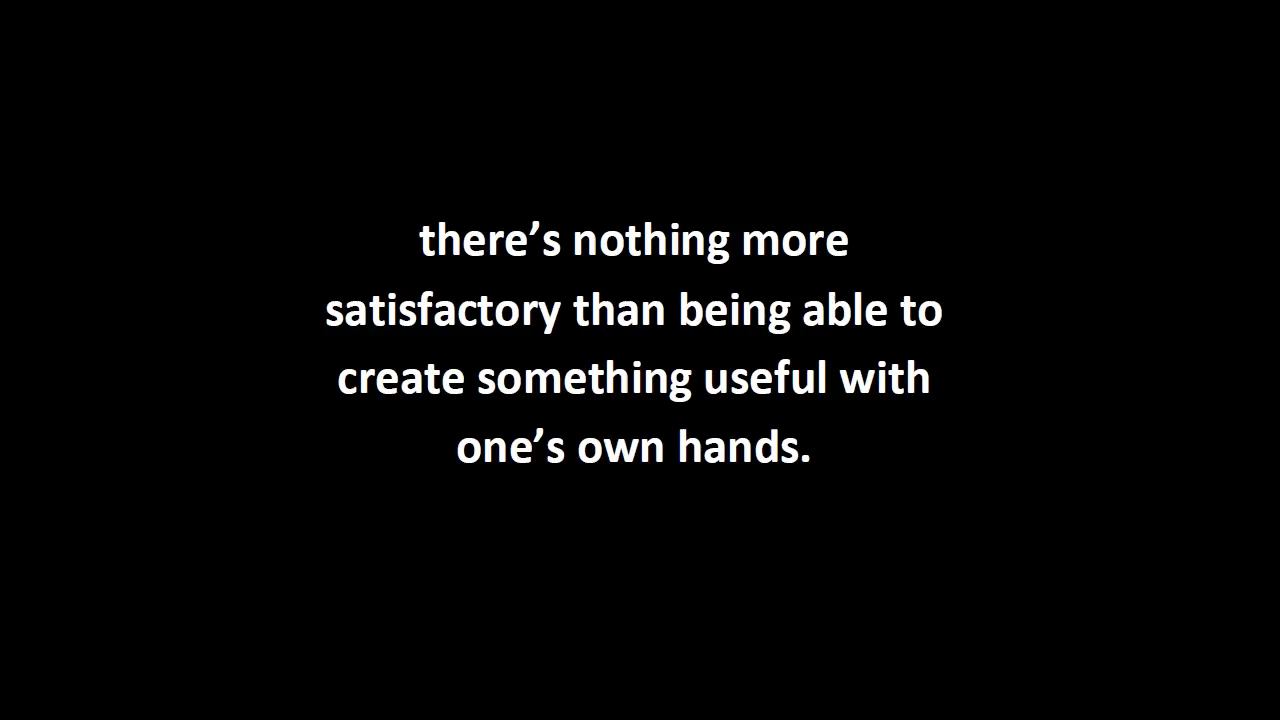 there’s nothing more
satisfactory than being able to
create something useful with
one’s own hands.